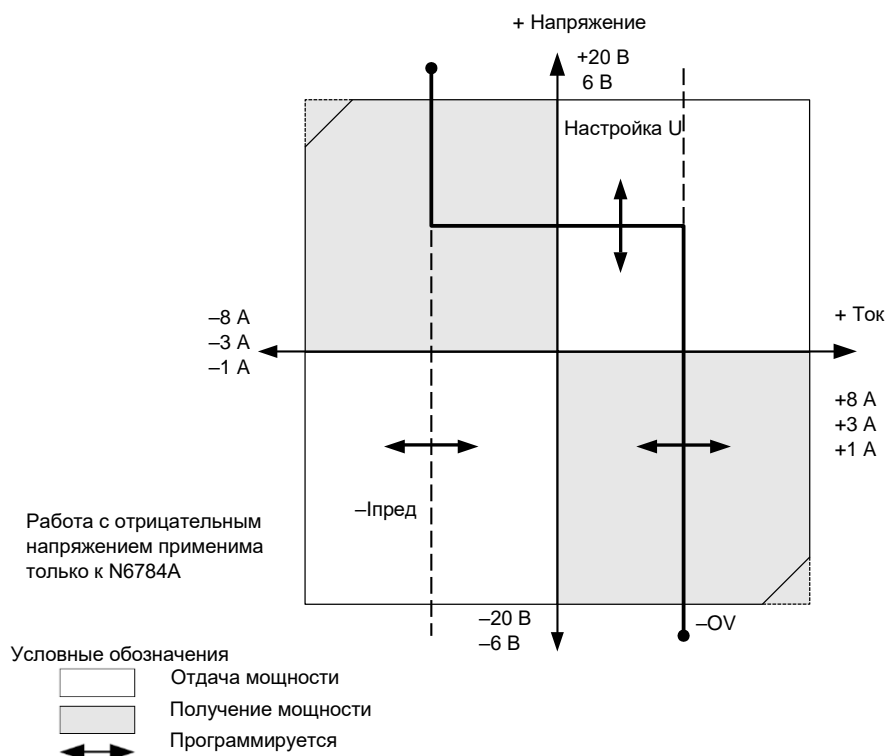 + Напряжение
+20 В
6 В
Настройка U
–8 А
–3 А
–1 А
+ Ток
+8 А
+3 А
+1 А
–Iпред
Работа с отрицательным
напряжением применима
только к N6784A
–20 В
–6 В
–OV
Условные обозначения
Отдача мощности
Получение мощности
Программируется